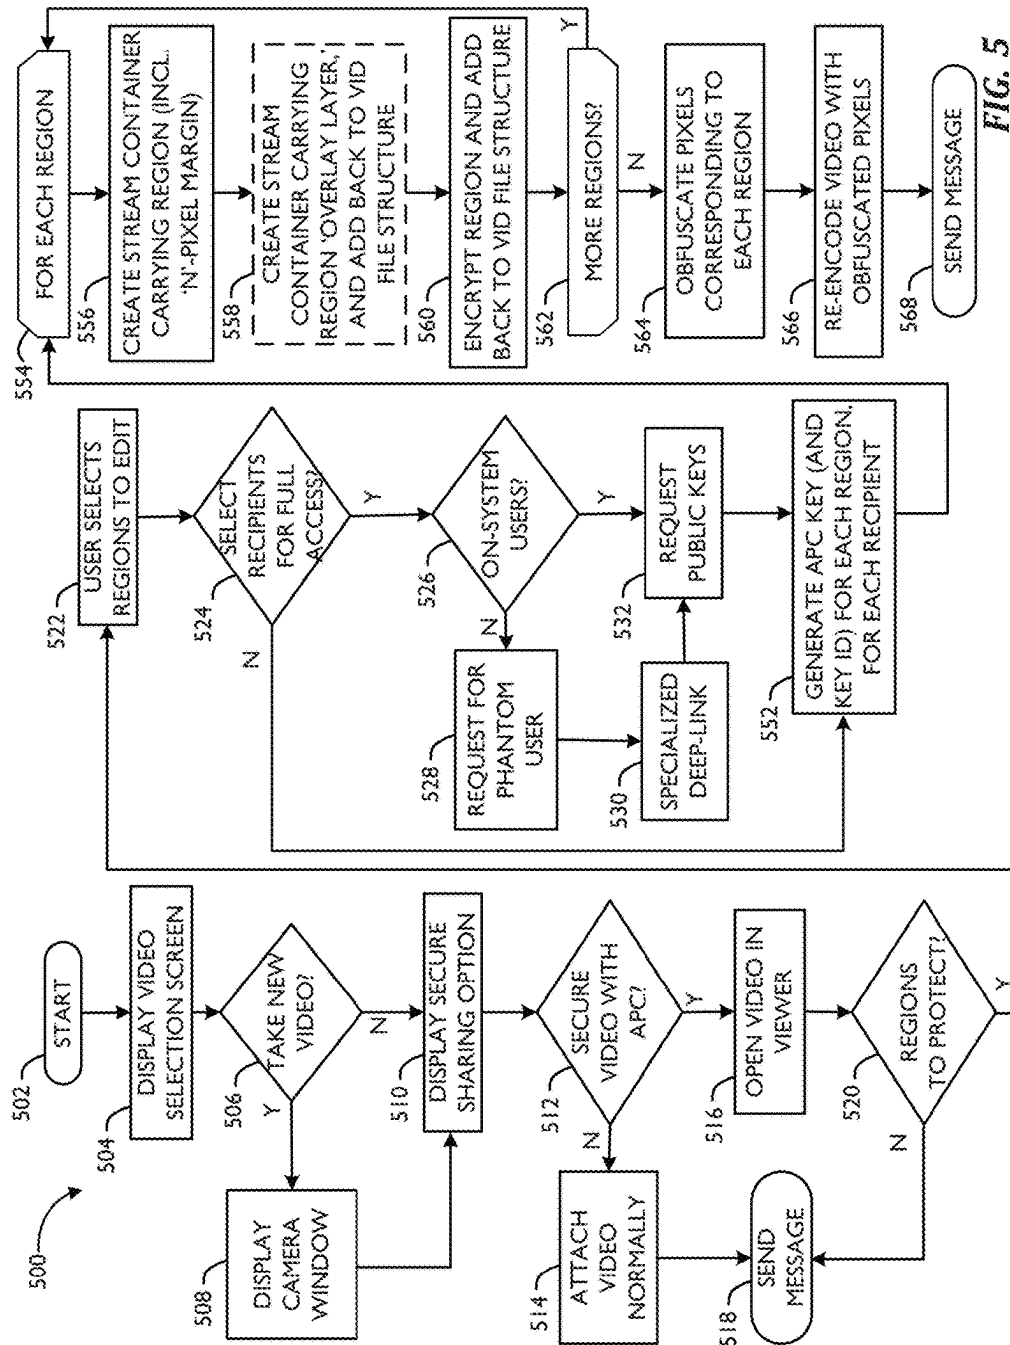 500
502
START
504
DISPLAY VIDEO
SELECTION SCREEN
506
TAKE NEW
VIDEO?
Y
N
508
DISPLAY
CAMERA
WINDOW
510
DISPLAY SECURE
SHARING OPTION
512
SECURE
VIDEO WITH
APC?
N
Y
514
ATTACH
VIDEO
NORMALLY
516
OPEN VIDEO IN
VIEWER
518
SEND
MESSAGE
520
REGIONS
TO PROTECT?
N
Y
522
USER SELECTS
REGIONS TO EDIT
524
SELECT
RECIPIENTS
FOR FULL
ACCESS?
N
Y
526
ON-SYSTEM
USERS?
N
Y
528
REQUEST FOR
PHANTOM
USER
530
SPECIALIZED
DEEP-LINK
532
REQUEST
PUBLIC KEYS
552
GENERATE APC KEY (AND
KEY ID) FOR EACH REGION,
FOR EACH RECIPIENT
554
FOR EACH REGION
556
CREATE STREAM CONTAINER
CARRYING REGION (INCL.
'N'-PIXEL MARGIN)
558
CREATE STREAM
CONTAINER CARRYING
REGION 'OVERLAY LAYER,'
AND ADD BACK TO VID
FILE STRUCTURE
560
ENCRYPT REGION AND ADD
BACK TO VID FILE STRUCTURE
562
MORE REGIONS?
Y
N
564
OBFUSCATE PIXELS
CORRESPONDING TO
EACH REGION
566
RE-ENCODE VIDEO WITH
OBFUSCATED PIXELS
568
SEND MESSAGE
FIG. 5